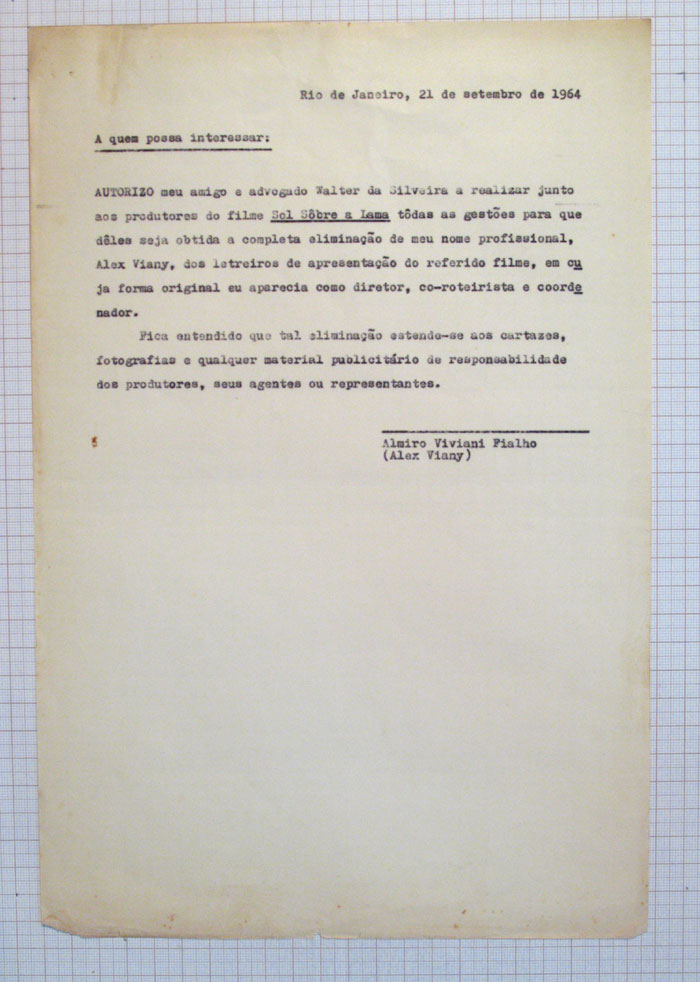 Rio de Janeiro, 21 de setembro de 1964
A quem possa interessar:
AUTORIZO meu amigo e advogado Walter da Silveira a realizar junto
aos produtores do filme Sol Sôbre a Lama tôdas as gestões para que
dêles seja obtida a completa eliminação de meu nome profissional,
Alex Viany, dos letreiros de apresentação do referido filme, em cu
ja forma original eu aparecia como diretor, co-roteirista e coorde
nador.
Fica entendido que tal eliminação estende-se aos cartazes,
fotografias e qualquer material publicitário de responsabilidade
dos produtores, seus agentes ou representantes.
Almiro Viviani Fialho
(Alex Viany)